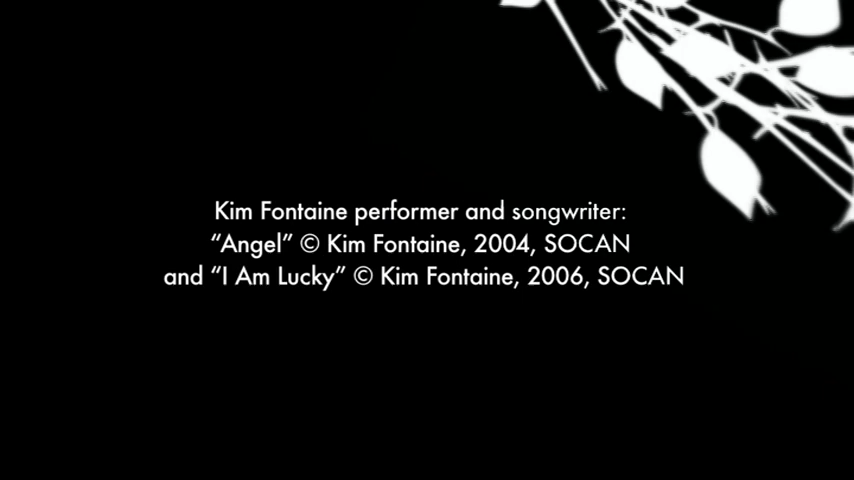 Kim Fontaine performer and songwriter:
“Angel” © Kim Fontaine, 2004, SOCAN
and “I Am Lucky” © Kim Fontaine, 2006, SOCAN